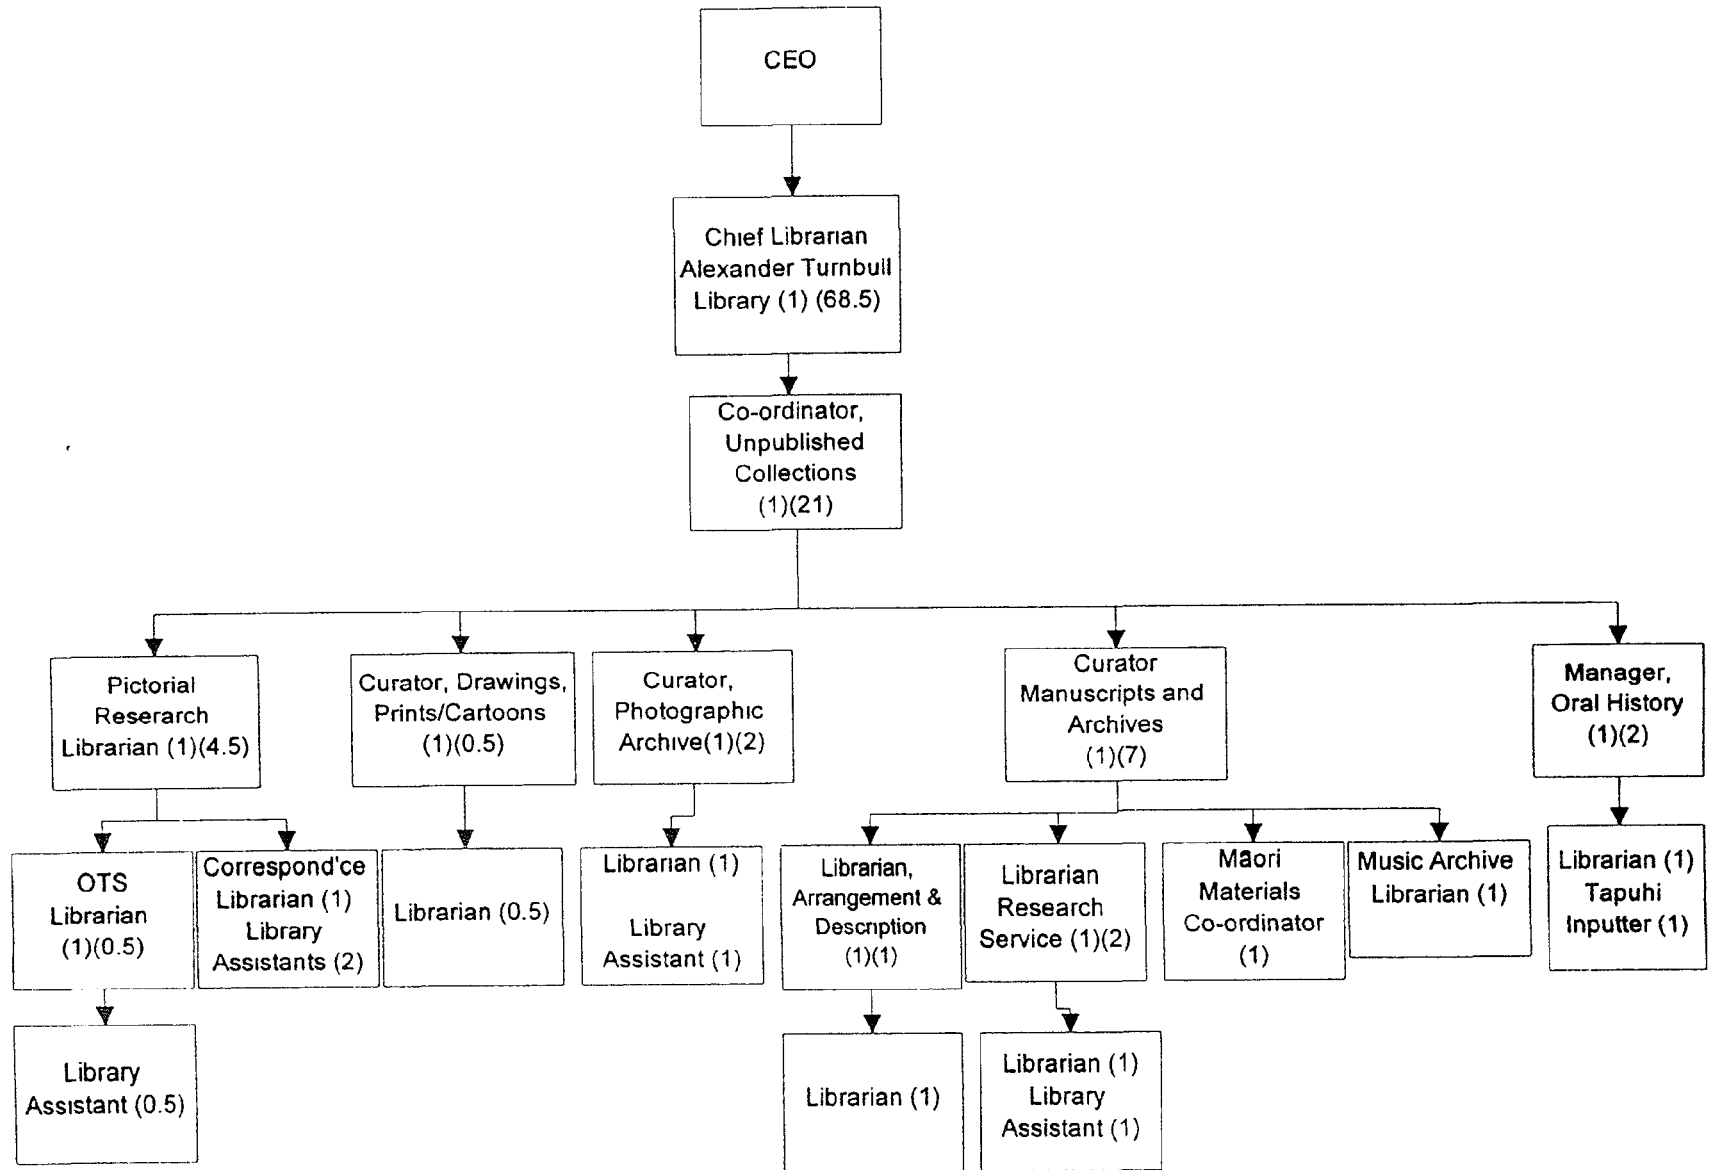 CEO
Chief Librarian
Alexander Turnbull
Library (1) (68.5)
Co-ordinator,
Unpublished
Collections
(1)(21)
Pictorial
Reserarch
Librarian (1)(4.5)
Curator, Drawings,
Prints/Cartoons
(1)(0.5)
Curator,
Photographic
Archive(1)(2)
Curator
Manuscripts and
Archives
(1)(7)
Manager,
Oral History
(1)(2)
OTS
Librarian
(1)(0.5)
Correspond'ce
Librarian (1)
Library
Assistants (2)
Librarian (0.5)
Librarian (1)
Library
Assistant (1)
Librarian,
Arrangement &
Description
(1)(1)
Librarian
Research
Service (1)(2)
Māori
Materials
Co-ordinator
(1)
Music Archive
Librarian (1)
Librarian (1)
Tapuhi
Inputter (1)
Library
Assistant (0.5)
Librarian (1)
Librarian (1)
Library
Assistant (1)